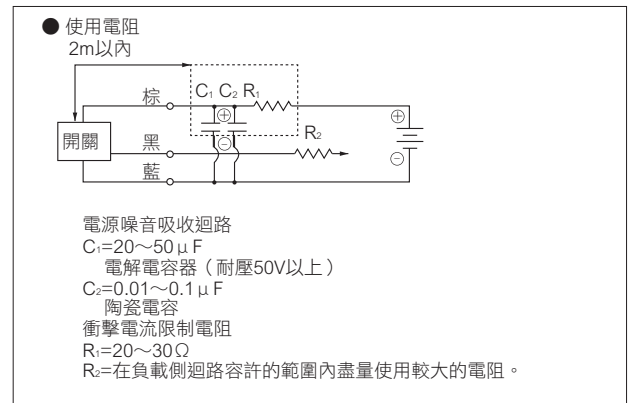 ● 使用電阻
2m以內
C₁ C₂ R₁
棕
⊕
⊕
開關
黑
⊖
R₂
⊖
藍
電源噪音吸收迴路
C₁=20～50μF
電解電容器（耐壓50V以上）
C₂=0.01～0.1μF
陶瓷電容
衝擊電流限制電阻
R₁=20～30Ω
R₂=在負載側迴路容許的範圍內盡量使用較大的電阻。